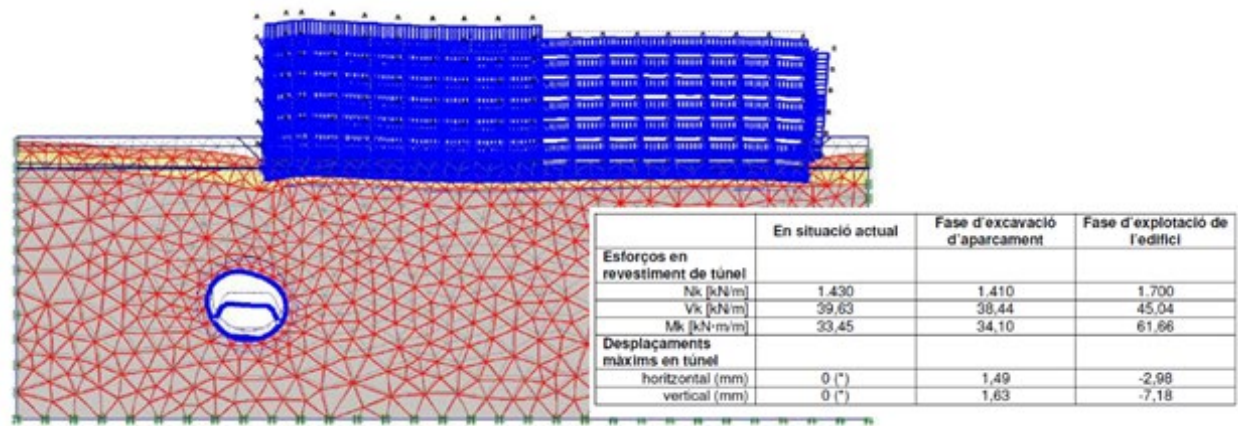 En situació actual
Fase d'excavació d'aparcament
Fase d'explotació de l'edifici
Esforços en revestiment de túnel
Nk [kN/m] 1.430 1.410 1.700
Vk [kN/m] 39,63 38,44 45,04
Mk [kN·m/m] 33,45 34,10 61,66
Desplaçaments màxims en túnel
horitzontal (mm) 0 (*) 1,49 -2,98
vertical (mm) 0 (*) 1,63 -7,18